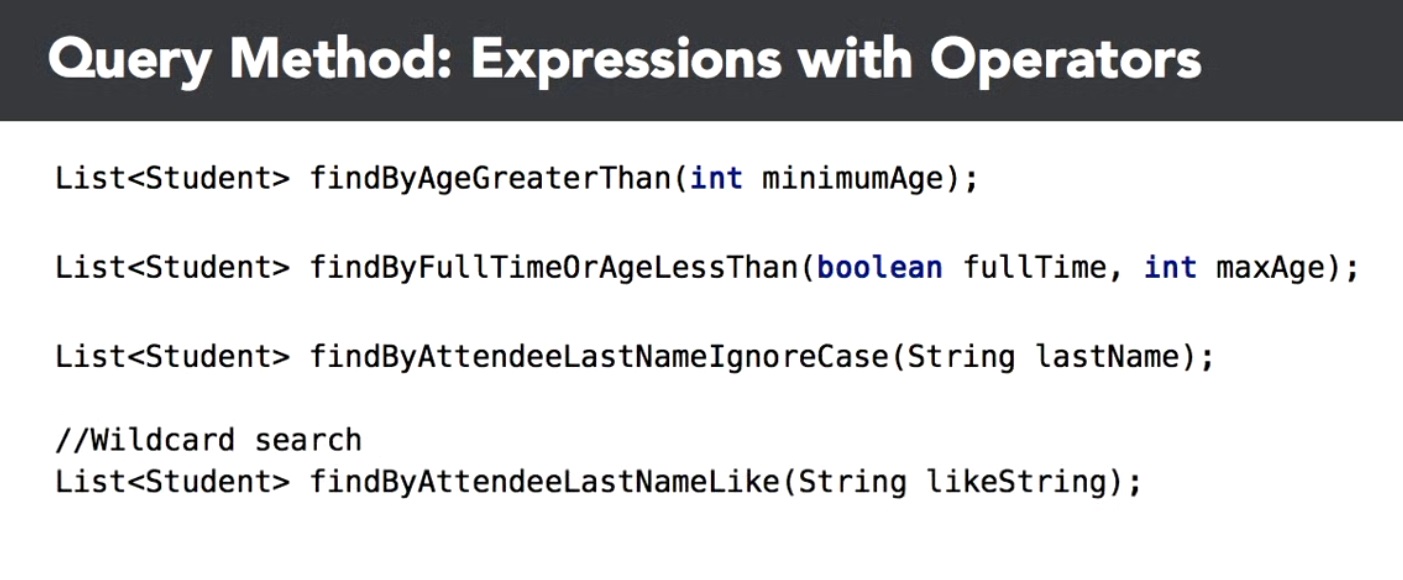 Query Method: Expressions with Operators
List<Student> findByAgeGreaterThan(int minimumAge);
List<Student> findByFullTimeOrAgeLessThan(boolean fullTime, int maxAge);
List<Student> findByAttendeeLastNameIgnoreCase(String lastName);
//Wildcard search
List<Student> findByAttendeeLastNameLike(String likeString);